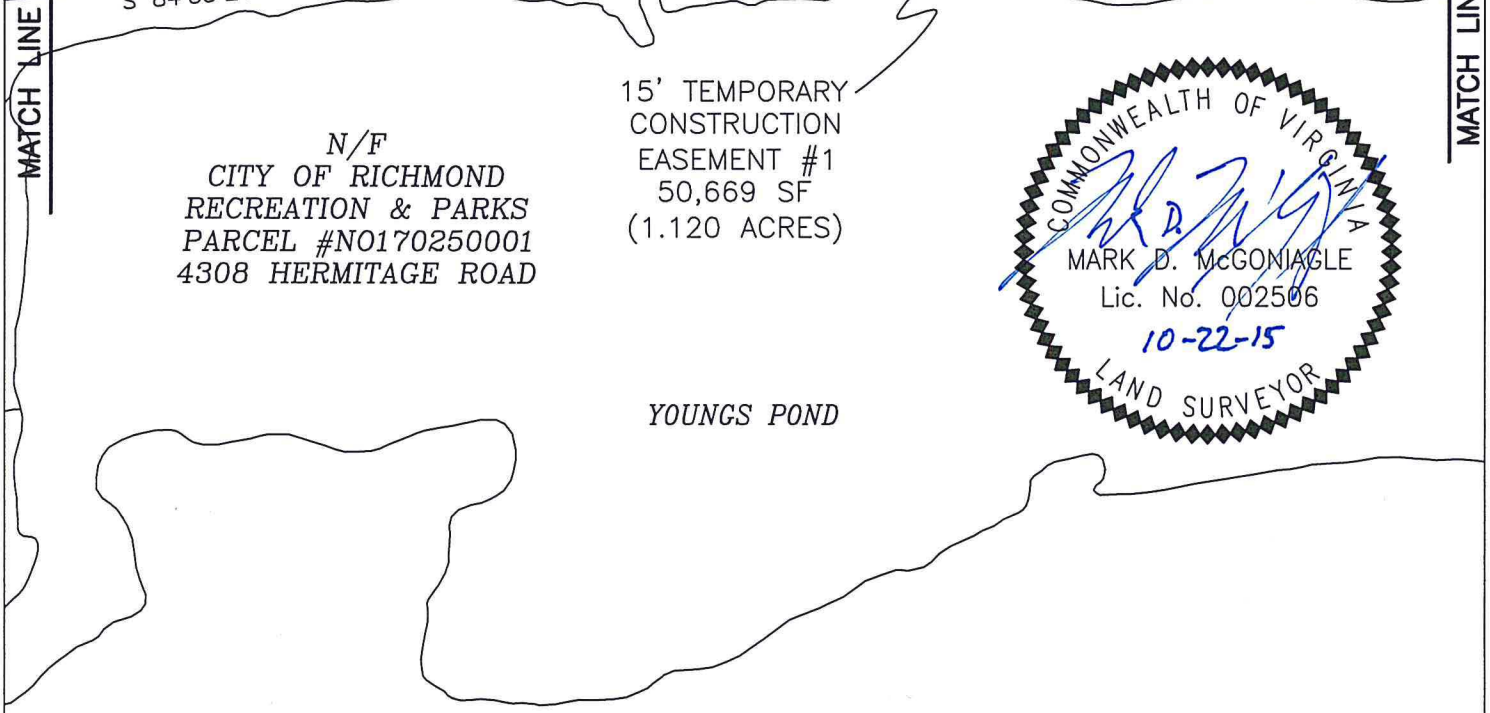 MATCH LINE
N/F
CITY OF RICHMOND
RECREATION & PARKS
PARCEL #NO170250001
4308 HERMITAGE ROAD
15' TEMPORARY
CONSTRUCTION
EASEMENT #1
50,669 SF
(1.120 ACRES)
YOUNGS POND
COMMONWEALTH OF VIRGINIA
MARK D. McGONIAGLE
Lic. No. 002506
10-22-15
LAND SURVEYOR
MATCH LIN